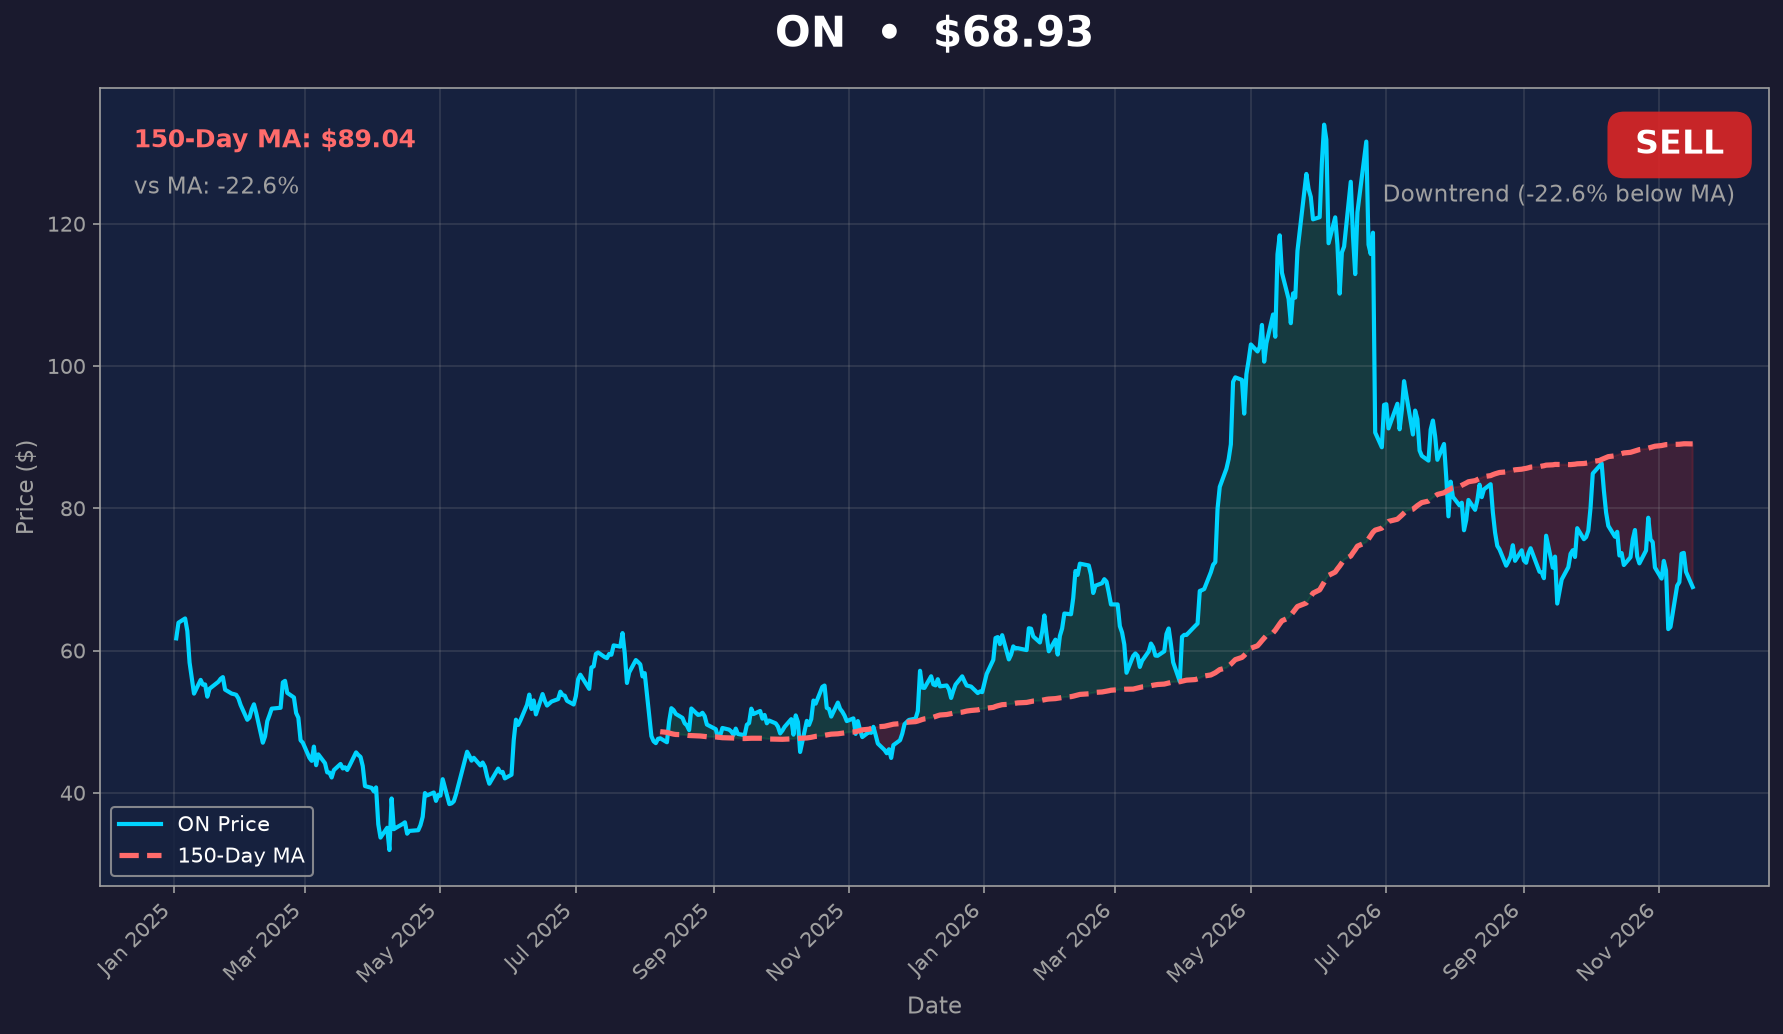 ON • $68.93
150-Day MA: $89.04
vs MA: -22.6%
SELL
Downtrend (-22.6% below MA)
Price ($)
120
100
80
60
40
ON Price
150-Day MA
Jan 2025
Mar 2025
May 2025
Jul 2025
Sep 2025
Nov 2025
Jan 2026
Mar 2026
May 2026
Jul 2026
Sep 2026
Nov 2026
Date